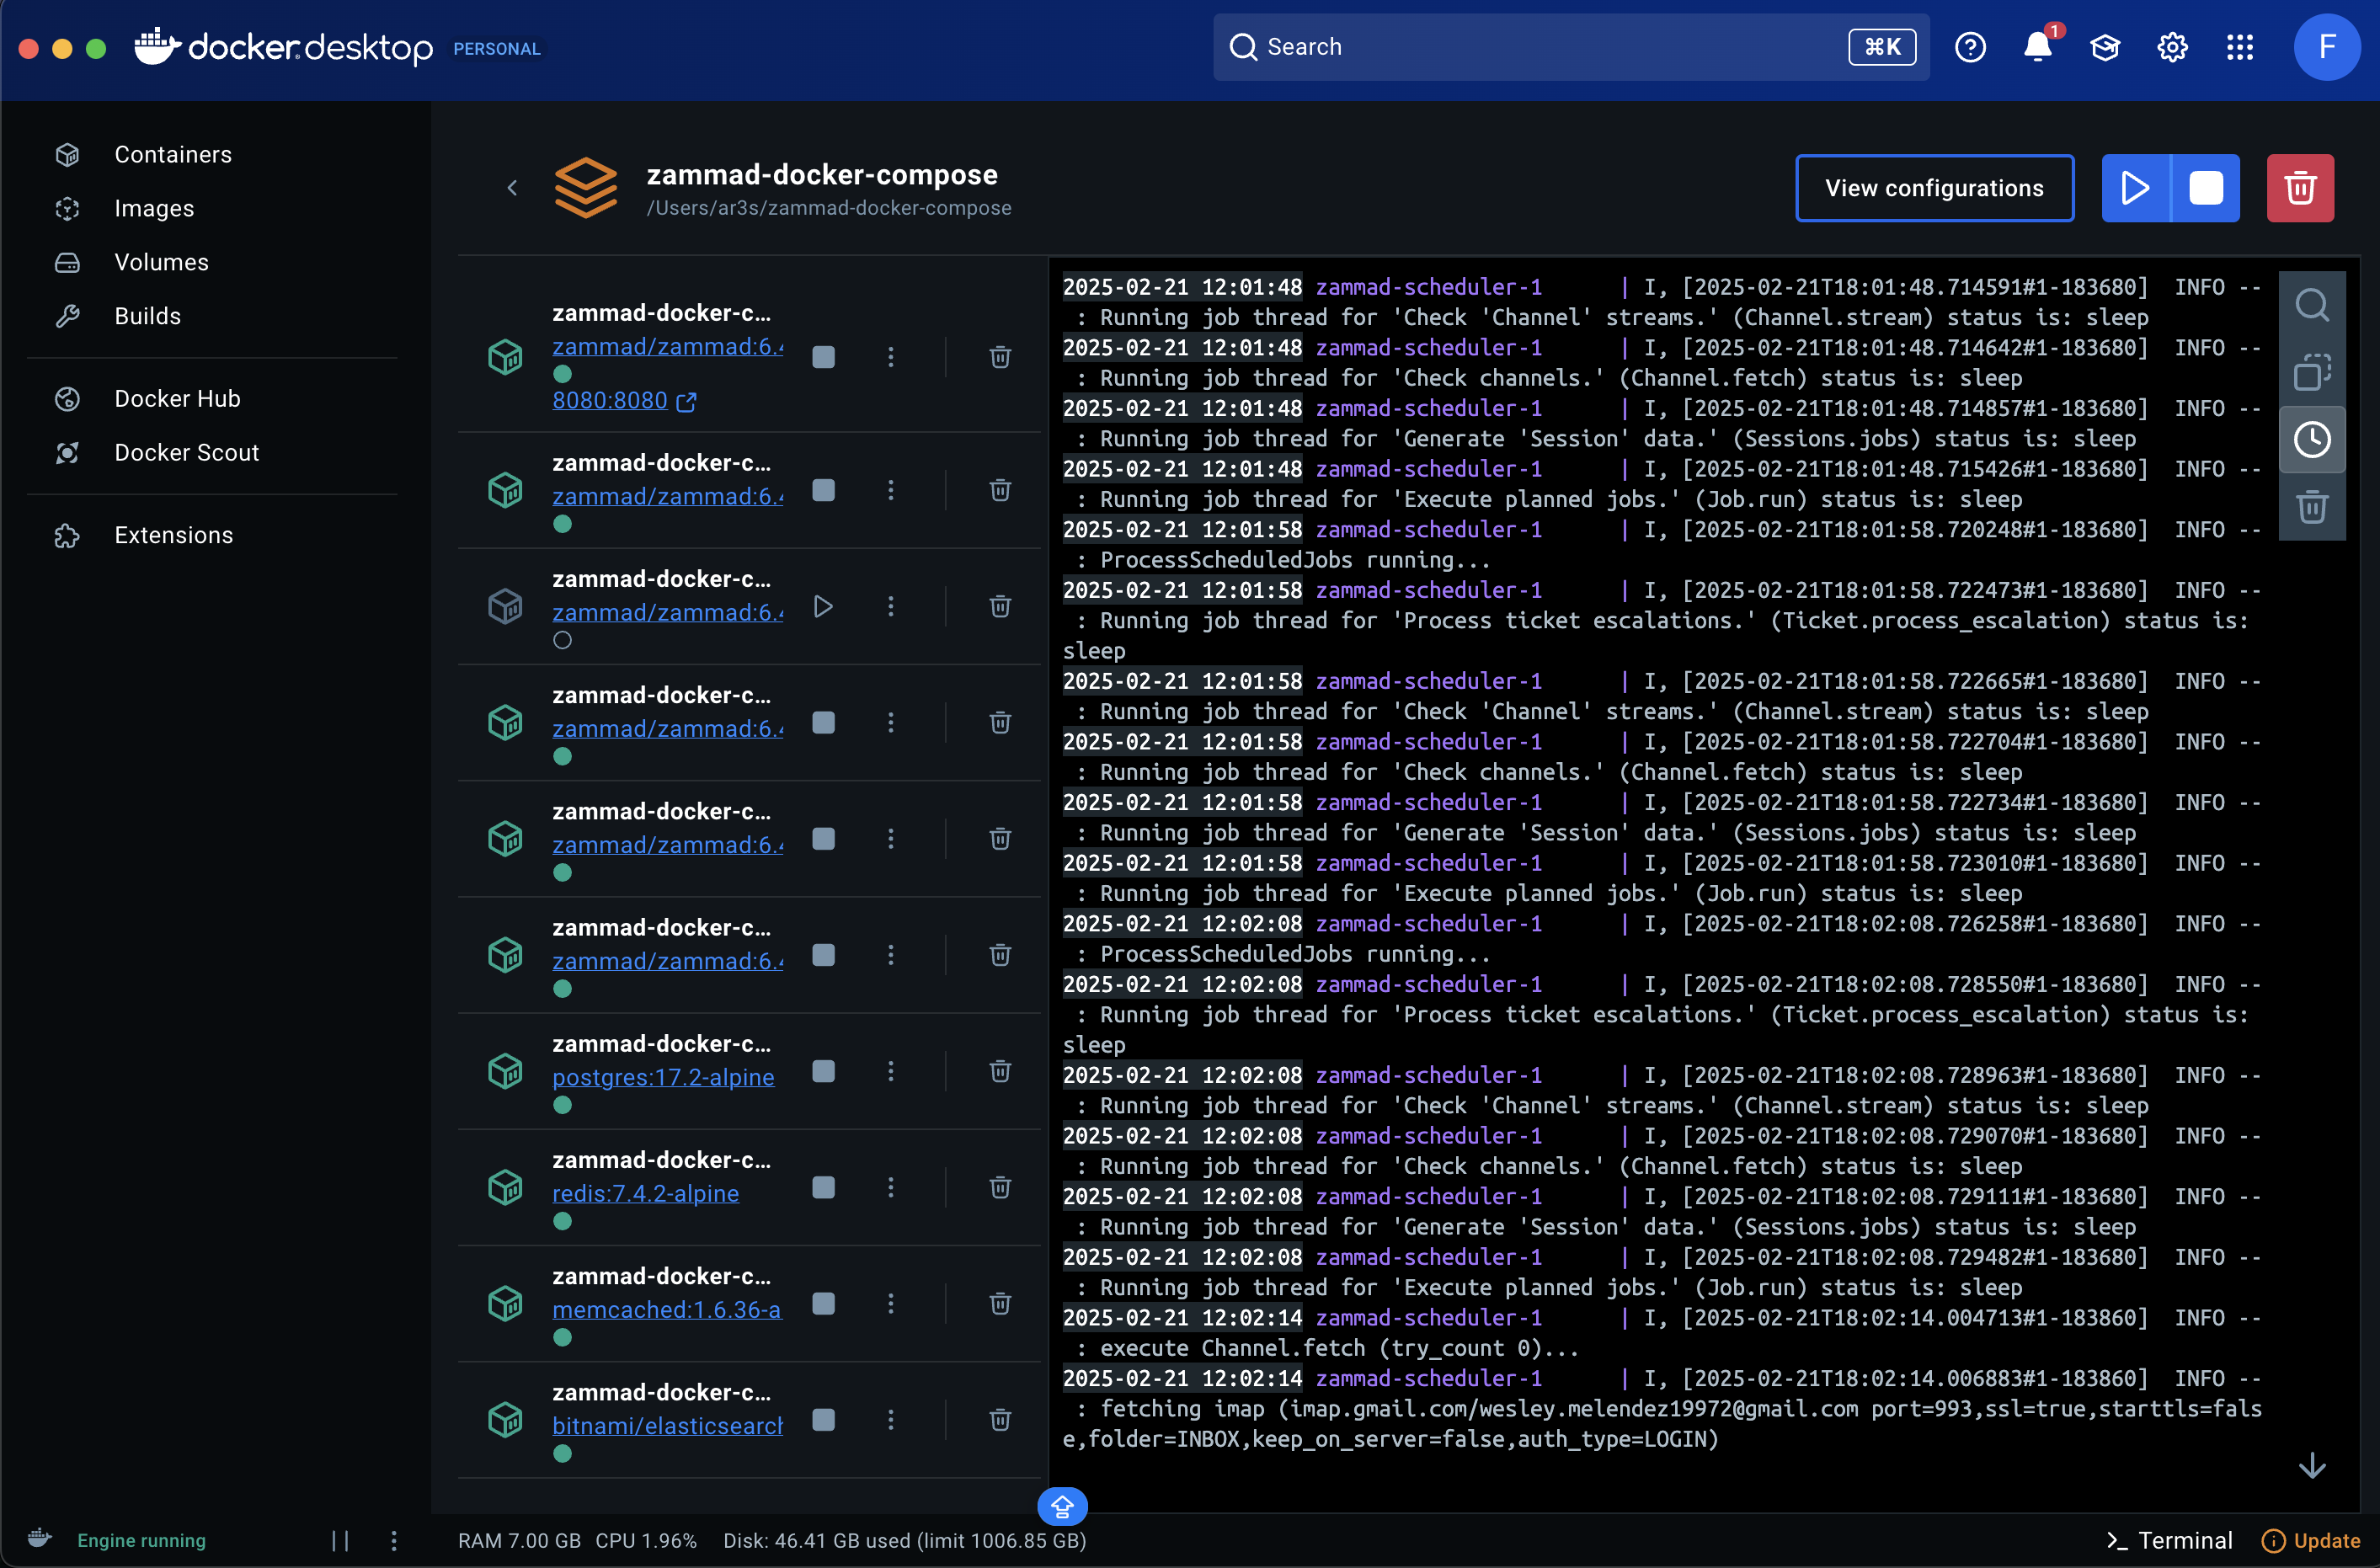 docker desktop PERSONAL
Search
⌘K
1
F
Containers
Images
Volumes
Builds
Docker Hub
Docker Scout
Extensions
zammad-docker-compose
/Users/ar3s/zammad-docker-compose
View configurations
zammad-docker-c...
zammad/zammad:6.4
8080:8080
zammad-docker-c...
zammad/zammad:6.4
zammad-docker-c...
zammad/zammad:6.4
zammad-docker-c...
zammad/zammad:6.4
zammad-docker-c...
zammad/zammad:6.4
zammad-docker-c...
zammad/zammad:6.4
zammad-docker-c...
postgres:17.2-alpine
zammad-docker-c...
redis:7.4.2-alpine
zammad-docker-c...
memcached:1.6.36-a
zammad-docker-c...
bitnami/elasticsearch
2025-02-21 12:01:48 zammad-scheduler-1 | I, [2025-02-21T18:01:48.714591#1-183680] INFO --
: Running job thread for 'Check 'Channel' streams.' (Channel.stream) status is: sleep
2025-02-21 12:01:48 zammad-scheduler-1 | I, [2025-02-21T18:01:48.714642#1-183680] INFO --
: Running job thread for 'Check channels.' (Channel.fetch) status is: sleep
2025-02-21 12:01:48 zammad-scheduler-1 | I, [2025-02-21T18:01:48.714857#1-183680] INFO --
: Running job thread for 'Generate 'Session' data.' (Sessions.jobs) status is: sleep
2025-02-21 12:01:48 zammad-scheduler-1 | I, [2025-02-21T18:01:48.715426#1-183680] INFO --
: Running job thread for 'Execute planned jobs.' (Job.run) status is: sleep
2025-02-21 12:01:58 zammad-scheduler-1 | I, [2025-02-21T18:01:58.720248#1-183680] INFO --
: ProcessScheduledJobs running...
2025-02-21 12:01:58 zammad-scheduler-1 | I, [2025-02-21T18:01:58.722473#1-183680] INFO --
: Running job thread for 'Process ticket escalations.' (Ticket.process_escalation) status is:
sleep
2025-02-21 12:01:58 zammad-scheduler-1 | I, [2025-02-21T18:01:58.722665#1-183680] INFO --
: Running job thread for 'Check 'Channel' streams.' (Channel.stream) status is: sleep
2025-02-21 12:01:58 zammad-scheduler-1 | I, [2025-02-21T18:01:58.722704#1-183680] INFO --
: Running job thread for 'Check channels.' (Channel.fetch) status is: sleep
2025-02-21 12:01:58 zammad-scheduler-1 | I, [2025-02-21T18:01:58.722734#1-183680] INFO --
: Running job thread for 'Generate 'Session' data.' (Sessions.jobs) status is: sleep
2025-02-21 12:01:58 zammad-scheduler-1 | I, [2025-02-21T18:01:58.723010#1-183680] INFO --
: Running job thread for 'Execute planned jobs.' (Job.run) status is: sleep
2025-02-21 12:02:08 zammad-scheduler-1 | I, [2025-02-21T18:02:08.726258#1-183680] INFO --
: ProcessScheduledJobs running...
2025-02-21 12:02:08 zammad-scheduler-1 | I, [2025-02-21T18:02:08.728550#1-183680] INFO --
: Running job thread for 'Process ticket escalations.' (Ticket.process_escalation) status is:
sleep
2025-02-21 12:02:08 zammad-scheduler-1 | I, [2025-02-21T18:02:08.728963#1-183680] INFO --
: Running job thread for 'Check 'Channel' streams.' (Channel.stream) status is: sleep
2025-02-21 12:02:08 zammad-scheduler-1 | I, [2025-02-21T18:02:08.729070#1-183680] INFO --
: Running job thread for 'Check channels.' (Channel.fetch) status is: sleep
2025-02-21 12:02:08 zammad-scheduler-1 | I, [2025-02-21T18:02:08.729111#1-183680] INFO --
: Running job thread for 'Generate 'Session' data.' (Sessions.jobs) status is: sleep
2025-02-21 12:02:08 zammad-scheduler-1 | I, [2025-02-21T18:02:08.729482#1-183680] INFO --
: Running job thread for 'Execute planned jobs.' (Job.run) status is: sleep
2025-02-21 12:02:14 zammad-scheduler-1 | I, [2025-02-21T18:02:14.004713#1-183860] INFO --
: execute Channel.fetch (try_count 0)...
2025-02-21 12:02:14 zammad-scheduler-1 | I, [2025-02-21T18:02:14.006883#1-183860] INFO --
: fetching imap (imap.gmail.com/wesley.melendez19972@gmail.com port=993,ssl=true,starttls=fals
e,folder=INBOX,keep_on_server=false,auth_type=LOGIN)
Engine running
RAM 7.00 GB CPU 1.96% Disk: 46.41 GB used (limit 1006.85 GB)
Terminal
Update